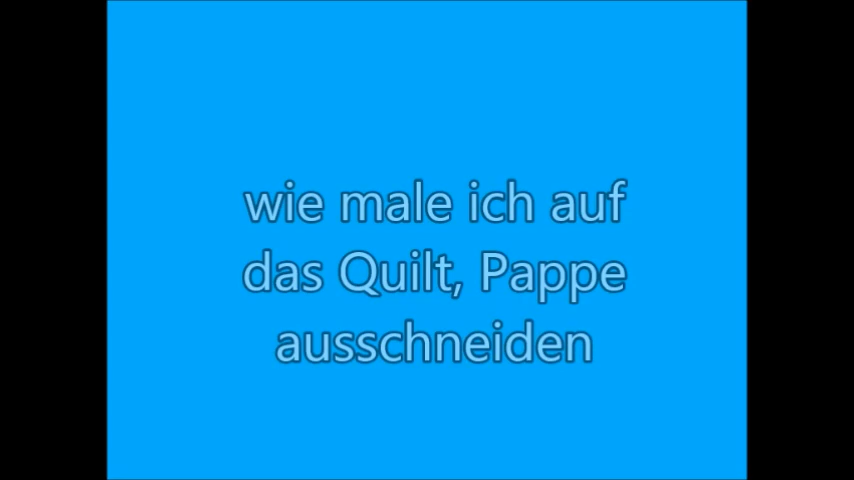 wie male ich auf
das Quilt, Pappe
ausschneiden